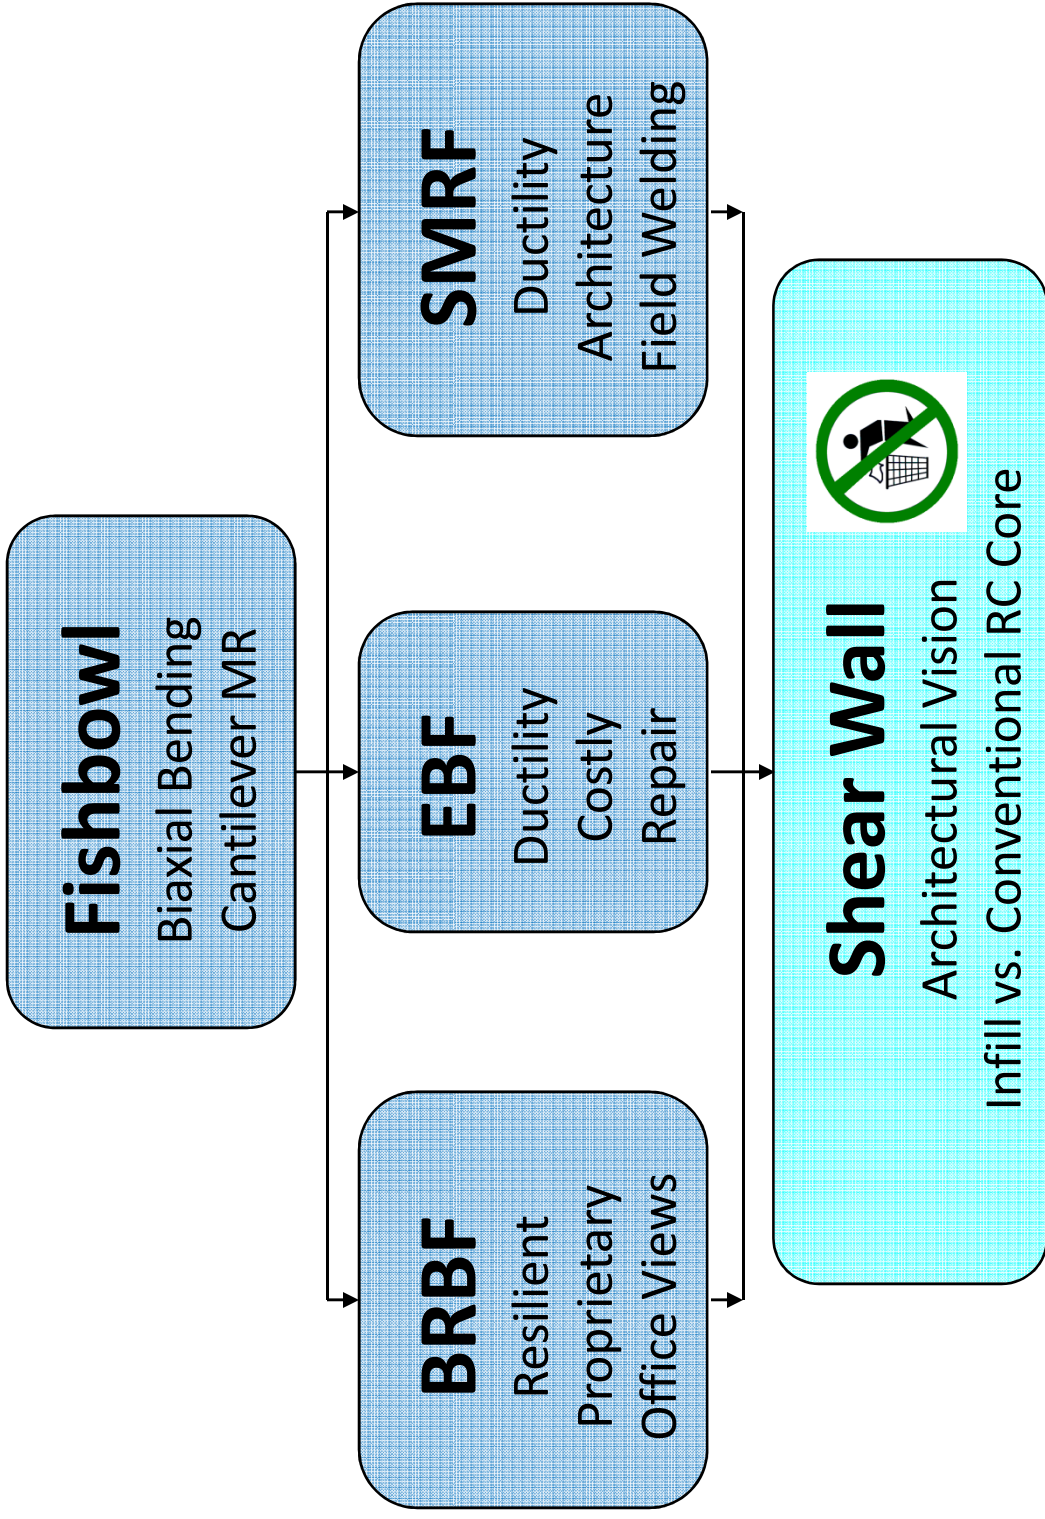 Fishbowl
Biaxial Bending
Cantilever MR
BRBF
Resilient
Proprietary
Office Views
EBF
Ductility
Costly
Repair
SMRF
Ductility
Architecture
Field Welding
Shear Wall
Architectural Vision
Infill vs. Conventional RC Core